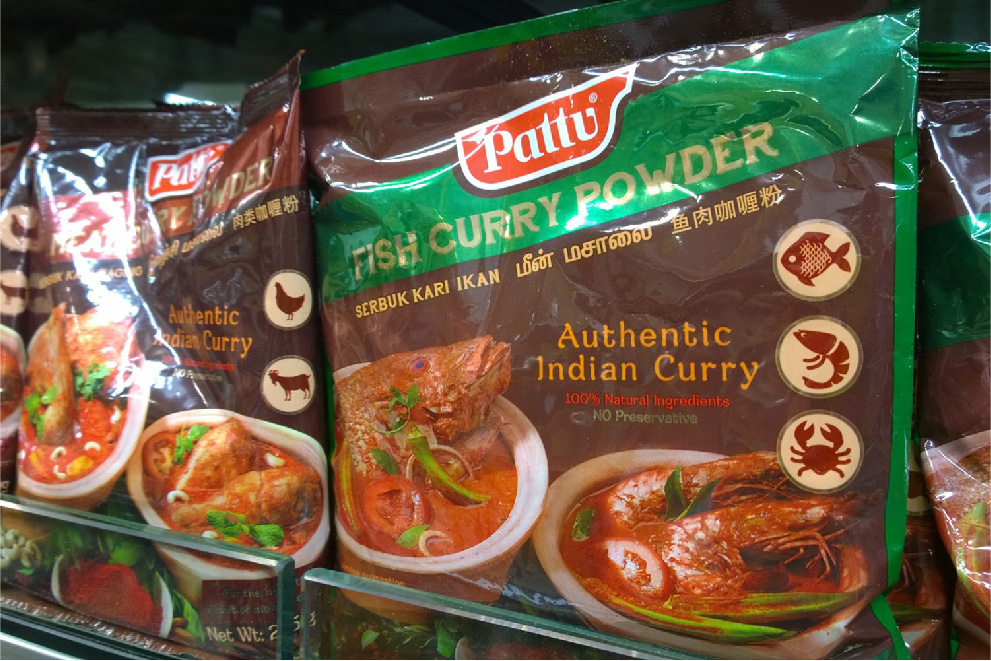 Pattu®
FISH CURRY POWDER
SERBUK KARI IKAN மீன் மசாலை 鱼肉咖喱粉
Authentic
Indian Curry
100% Natural Ingredients
NO Preservative
肉类咖喱粉
Authentic
Indian Curry
NO
Net Wt: